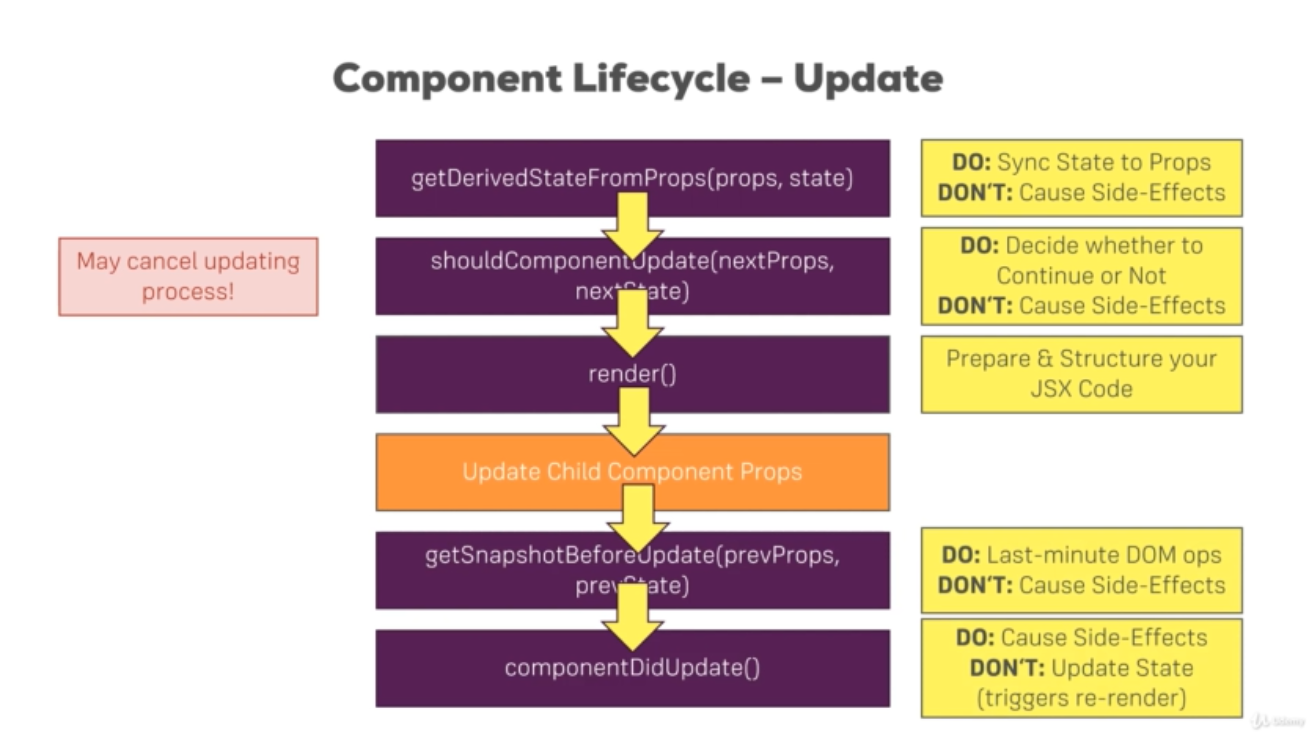 Component Lifecycle – Update
getDerivedStateFromProps(props, state)
DO: Sync State to Props
DON'T: Cause Side-Effects
May cancel updating
process!
shouldComponentUpdate(nextProps,
nextState)
DO: Decide whether to
Continue or Not
DON'T: Cause Side-Effects
render()
Prepare & Structure your
JSX Code
Update Child Component Props
getSnapshotBeforeUpdate(prevProps,
prevState)
DO: Last-minute DOM ops
DON'T: Cause Side-Effects
componentDidUpdate()
DO: Cause Side-Effects
DON'T: Update State
(triggers re-render)
Udemy